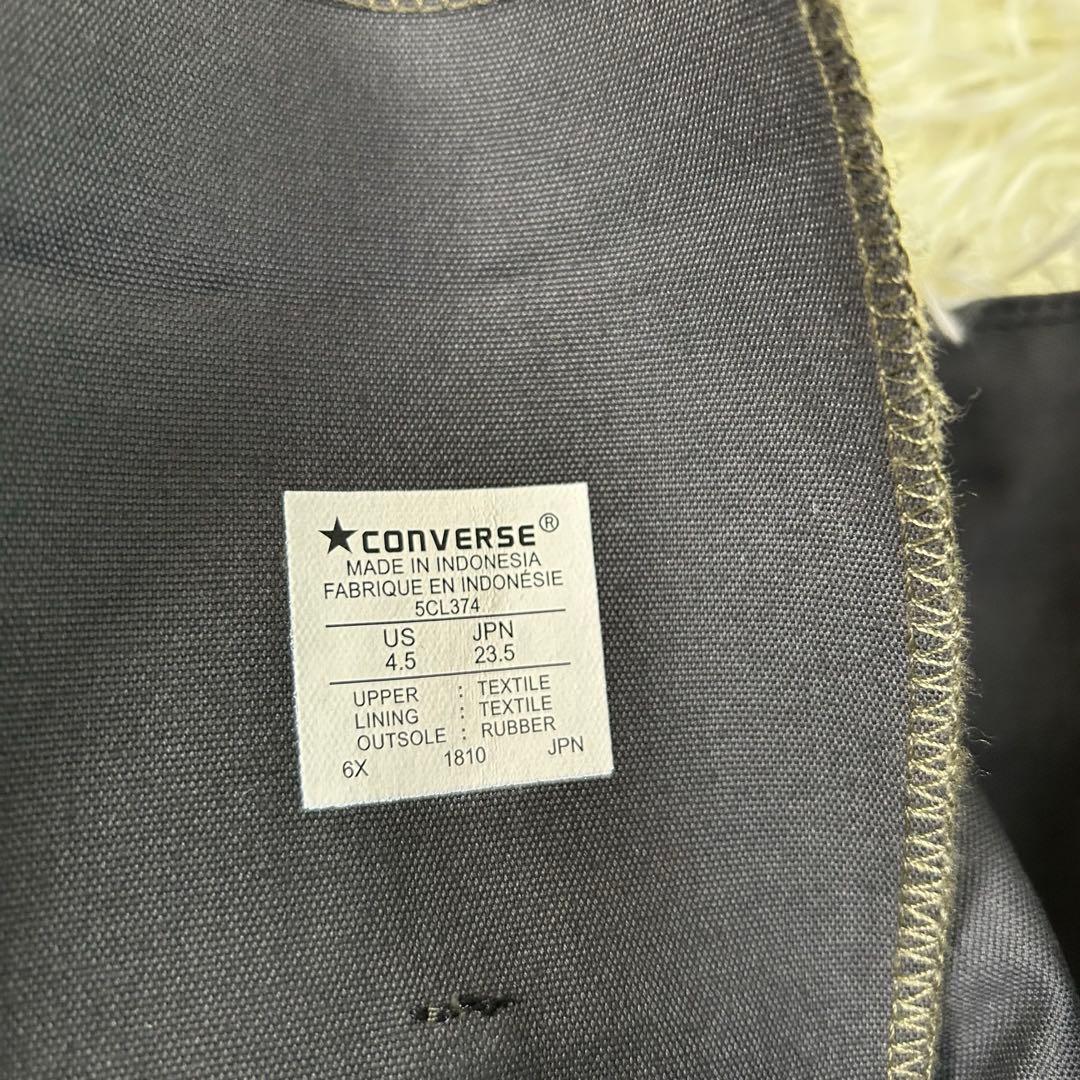 ★CONVERSE®
MADE IN INDONESIA
FABRIQUE EN INDONÉSIE
5CL374
US JPN
4.5 23.5
UPPER : TEXTILE
LINING : TEXTILE
OUTSOLE : RUBBER
6X 1810 JPN